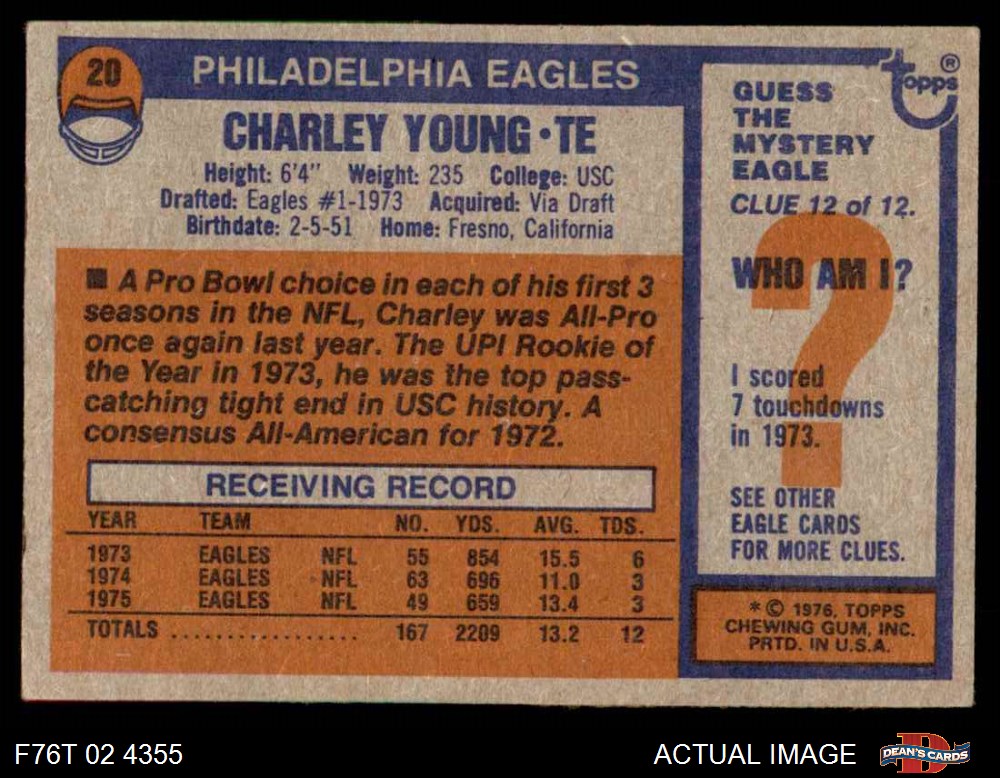 20
PHILADELPHIA EAGLES
CHARLEY YOUNG • TE
Height: 6'4" Weight: 235 College: USC
Drafted: Eagles #1-1973 Acquired: Via Draft
Birthdate: 2-5-51 Home: Fresno, California
■ A Pro Bowl choice in each of his first 3
seasons in the NFL, Charley was All-Pro
once again last year. The UPI Rookie of
the Year in 1973, he was the top pass-
catching tight end in USC history. A
consensus All-American for 1972.
RECEIVING RECORD
YEAR TEAM NO. YDS. AVG. TDS.
1973 EAGLES NFL 55 854 15.5 6
1974 EAGLES NFL 63 696 11.0 3
1975 EAGLES NFL 49 659 13.4 3
TOTALS ................. 167 2209 13.2 12
topps®
GUESS
THE
MYSTERY
EAGLE
CLUE 12 of 12.
?
WHO AM I?
I scored
7 touchdowns
in 1973.
SEE OTHER
EAGLE CARDS
FOR MORE CLUES.
* © 1976, TOPPS
CHEWING GUM, INC.
PRTD. IN U.S.A.
F76T 02 4355
ACTUAL IMAGE
D
DEAN'S CARDS